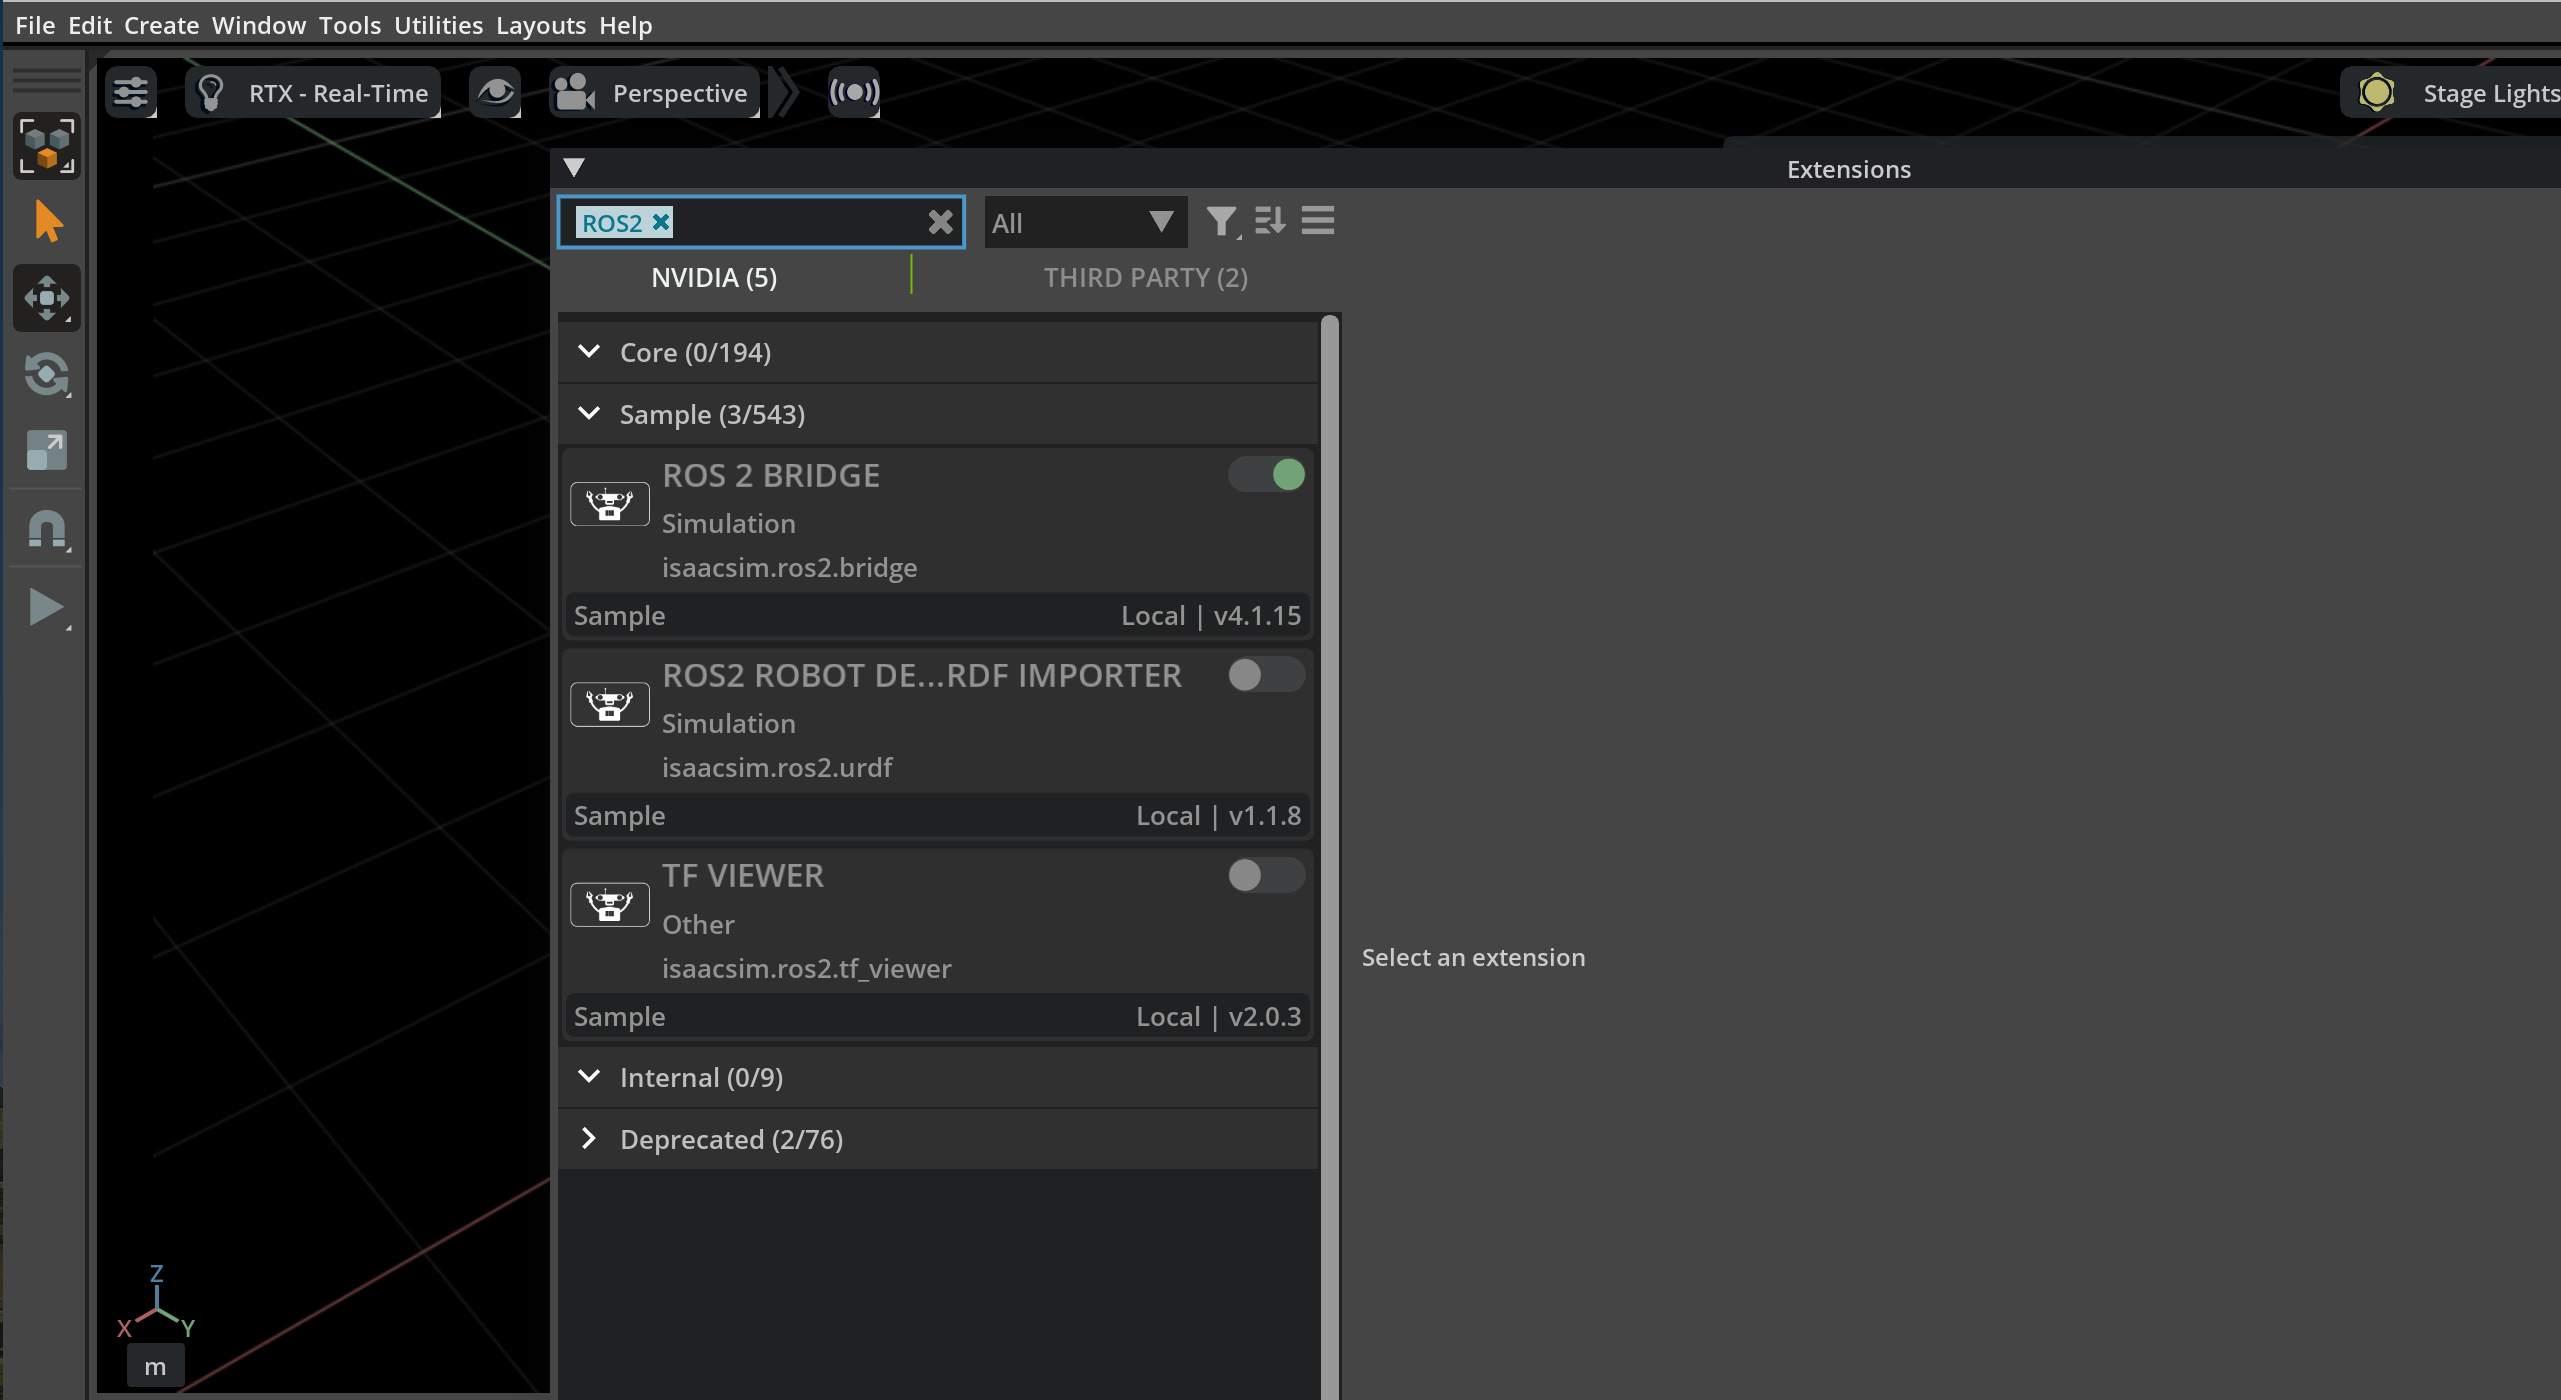 File Edit Create Window Tools Utilities Layouts Help
RTX - Real-Time
Perspective
Stage Lights
Extensions
ROS2
All
NVIDIA (5)
THIRD PARTY (2)
Core (0/194)
Sample (3/543)
ROS 2 BRIDGE
Simulation
isaacsim.ros2.bridge
Sample
Local | v4.1.15
ROS2 ROBOT DE...RDF IMPORTER
Simulation
isaacsim.ros2.urdf
Sample
Local | v1.1.8
TF VIEWER
Other
isaacsim.ros2.tf_viewer
Sample
Local | v2.0.3
Select an extension
Internal (0/9)
Deprecated (2/76)
Z
X
Y
m